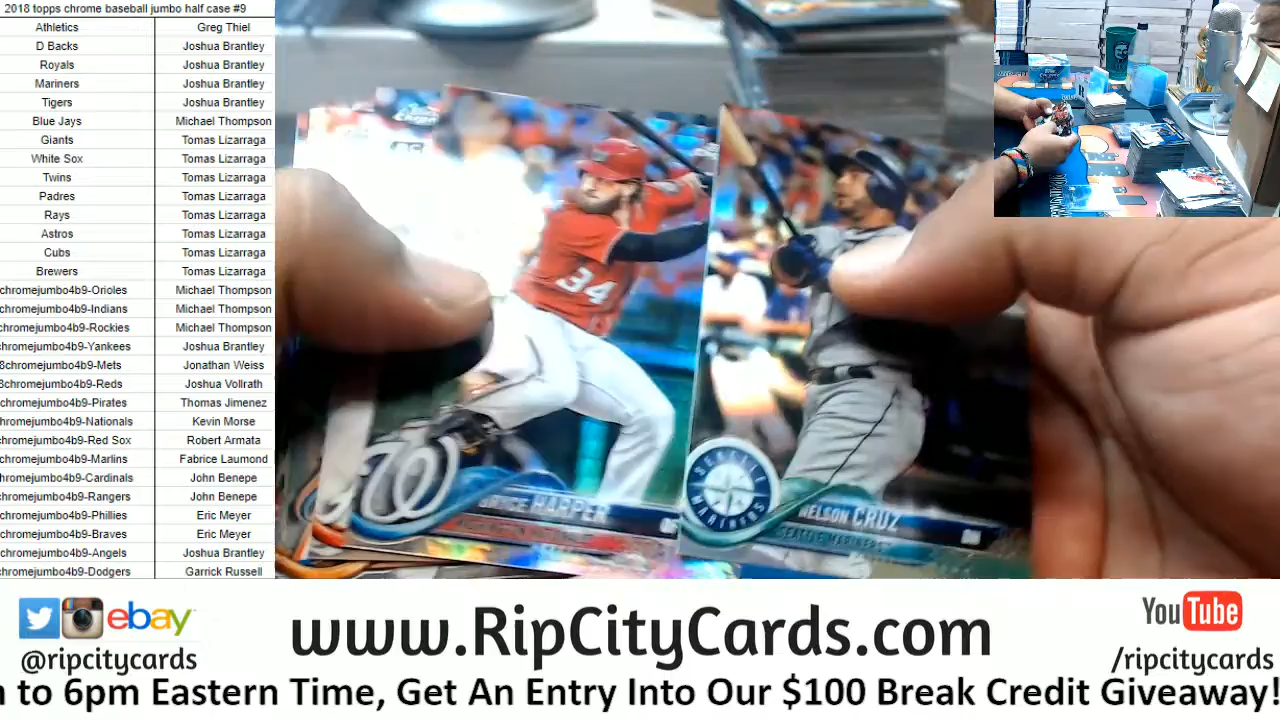 2018 topps chrome baseball jumbo half case #9
Athletics Greg Thiel
D Backs Joshua Brantley
Royals Joshua Brantley
Mariners Joshua Brantley
Tigers Joshua Brantley
Blue Jays Michael Thompson
Giants Tomas Lizarraga
White Sox Tomas Lizarraga
Twins Tomas Lizarraga
Padres Tomas Lizarraga
Rays Tomas Lizarraga
Astros Tomas Lizarraga
Cubs Tomas Lizarraga
Brewers Tomas Lizarraga
chromejumbo4b9-Orioles Michael Thompson
chromejumbo4b9-Indians Michael Thompson
chromejumbo4b9-Rockies Michael Thompson
chromejumbo4b9-Yankees Joshua Brantley
8chromejumbo4b9-Mets Jonathan Weiss
8chromejumbo4b9-Reds Joshua Vollrath
chromejumbo4b9-Pirates Thomas Jimenez
chromejumbo4b9-Nationals Kevin Morse
chromejumbo4b9-Red Sox Robert Armata
chromejumbo4b9-Marlins Fabrice Laumond
chromejumbo4b9-Cardinals John Benepe
chromejumbo4b9-Rangers John Benepe
chromejumbo4b9-Phillies Eric Meyer
chromejumbo4b9-Braves Eric Meyer
chromejumbo4b9-Angels Joshua Brantley
chromejumbo4b9-Dodgers Garrick Russell
34
BRYCE HARPER
SEATTLE MARINERS
NELSON CRUZ
SEATTLE MARINERS
ebay
@ripcitycards
www.RipCityCards.com
YouTube
/ripcitycards
to 6pm Eastern Time, Get An Entry Into Our $100 Break Credit Giveaway!